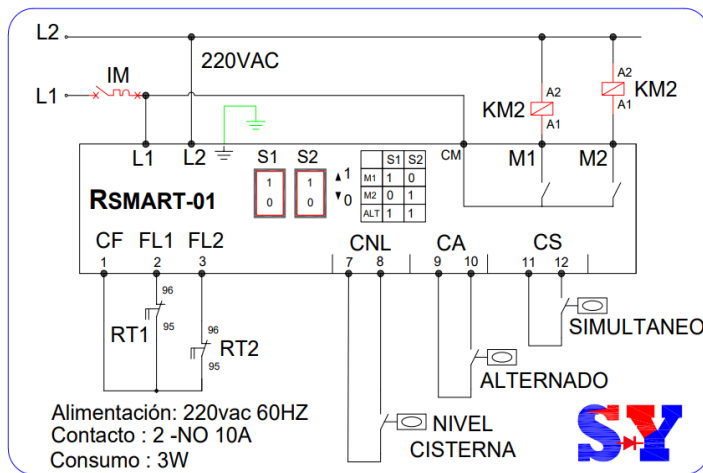 L2
220VAC
IM
L1
A2
KM2
A1
A2
KM2
A1
L1 L2 S1 S2 CM M1 M2
1 1
0 0
1
0
S1 S2
M1 1 0
M2 0 1
ALT 1 1
RSMART-01
CF FL1 FL2 CNL CA CS
1 2 3 7 8 9 10 11 12
96
RT1
95
96
RT2
95
SIMULTANEO
ALTERNADO
NIVEL
CISTERNA
Alimentación: 220vac 60HZ
Contacto : 2 -NO 10A
Consumo : 3W
SY